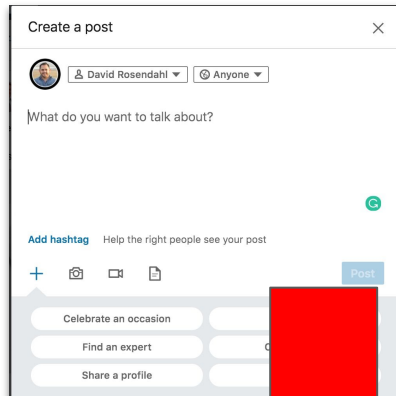 Create a post
David Rosendahl Anyone
What do you want to talk about?
Add hashtag Help the right people see your post
Post
Celebrate an occasion
Find an expert
Share a profile